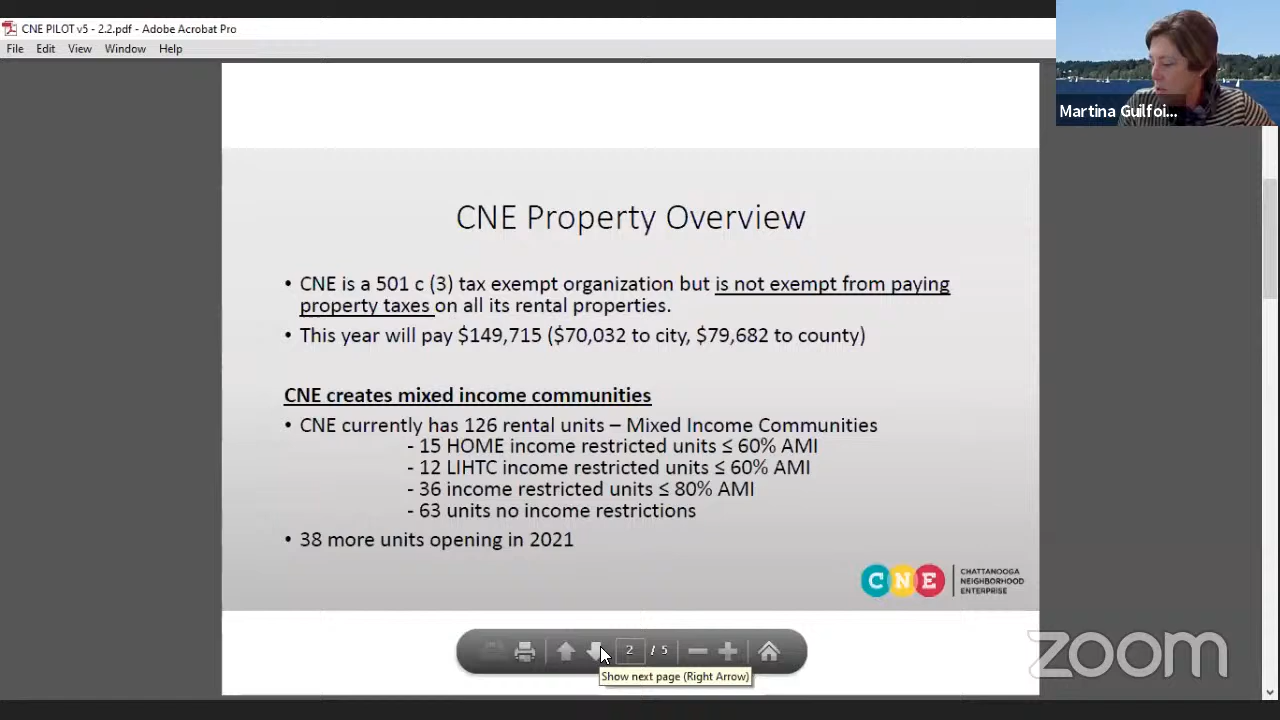 CNE PILOT v5 - 2.2.pdf - Adobe Acrobat Pro
File Edit View Window Help
Martina Guilfoi...
CNE Property Overview
• CNE is a 501 c (3) tax exempt organization but is not exempt from paying
property taxes on all its rental properties.
• This year will pay $149,715 ($70,032 to city, $79,682 to county)
CNE creates mixed income communities
• CNE currently has 126 rental units – Mixed Income Communities
- 15 HOME income restricted units ≤ 60% AMI
- 12 LIHTC income restricted units ≤ 60% AMI
- 36 income restricted units ≤ 80% AMI
- 63 units no income restrictions
• 38 more units opening in 2021
CNE
CHATTANOOGA
NEIGHBORHOOD
ENTERPRISE
2 / 5
Show next page (Right Arrow)
zoom